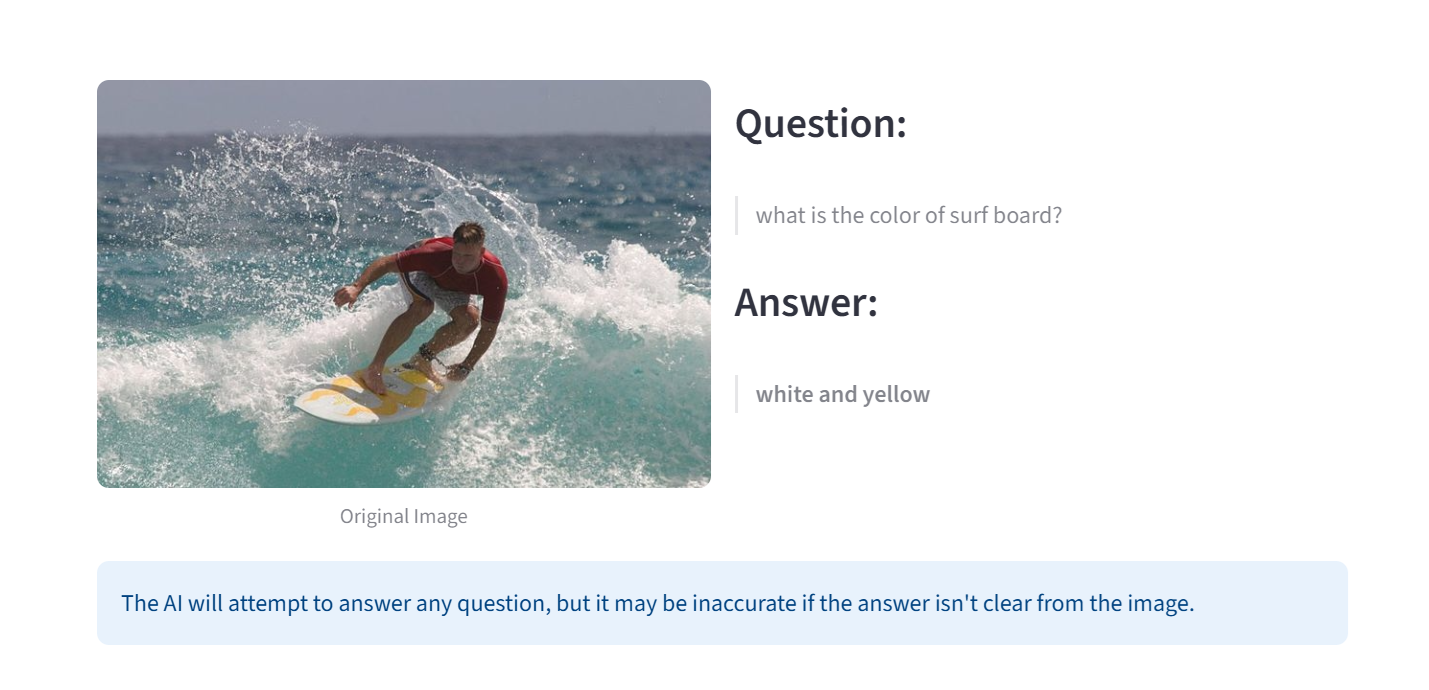 Question:
what is the color of surf board?
Answer:
white and yellow
Original Image
The AI will attempt to answer any question, but it may be inaccurate if the answer isn't clear from the image.